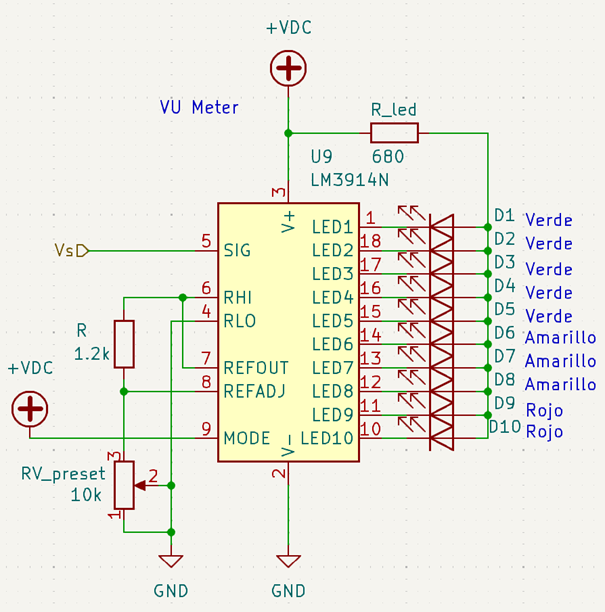 +VDC
VU Meter
R_led
680
U9
LM3914N
3
V+
VsD
5
SIG
6
RHI
4
RLO
7
REFOUT
8
REFADJ
9
MODE
2
V-
LED1
1
D1
Verde
LED2
18
D2
Verde
LED3
17
D3
Verde
LED4
16
D4
Verde
LED5
15
D5
Verde
LED6
14
D6
Amarillo
LED7
13
D7
Amarillo
LED8
12
D8
Amarillo
LED9
11
D9
Rojo
LED10
10
D10
Rojo
R
1.2k
+VDC
RV_preset
10k
3
2
1
GND
GND